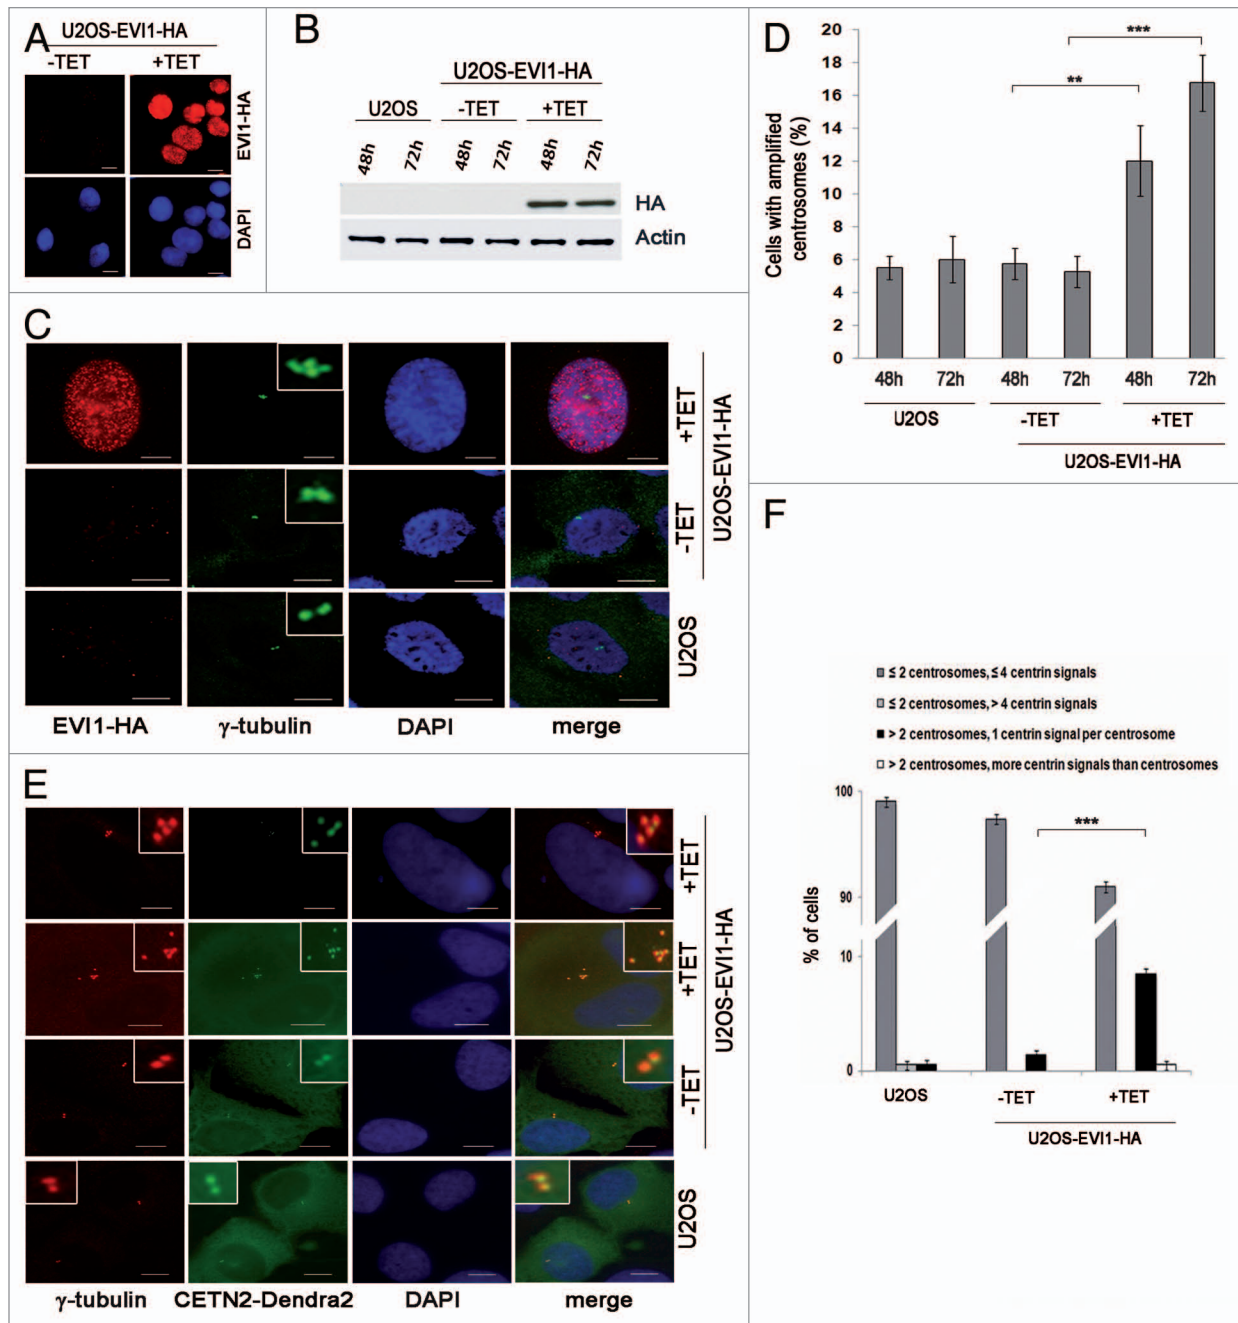 A
U2OS-EVI1-HA
-TET +TET
EVI1-HA
DAPI
B
U2OS-EVI1-HA
U2OS -TET +TET
48h 72h 48h 72h 48h 72h
HA
Actin
C
+TET
-TET
U2OS-EVI1-HA
U2OS
EVI1-HA γ-tubulin DAPI merge
D
Cells with amplified
centrosomes (%)
20
18
16
14
12
10
8
6
4
2
0
**
***
48h 72h 48h 72h 48h 72h
U2OS -TET +TET
U2OS-EVI1-HA
E
+TET
+TET
-TET
U2OS-EVI1-HA
U2OS
γ-tubulin CETN2-Dendra2 DAPI merge
F
≤ 2 centrosomes, ≤ 4 centrin signals
≤ 2 centrosomes, > 4 centrin signals
> 2 centrosomes, 1 centrin signal per centrosome
> 2 centrosomes, more centrin signals than centrosomes
% of cells
100
90
10
0
***
U2OS -TET +TET
U2OS-EVI1-HA